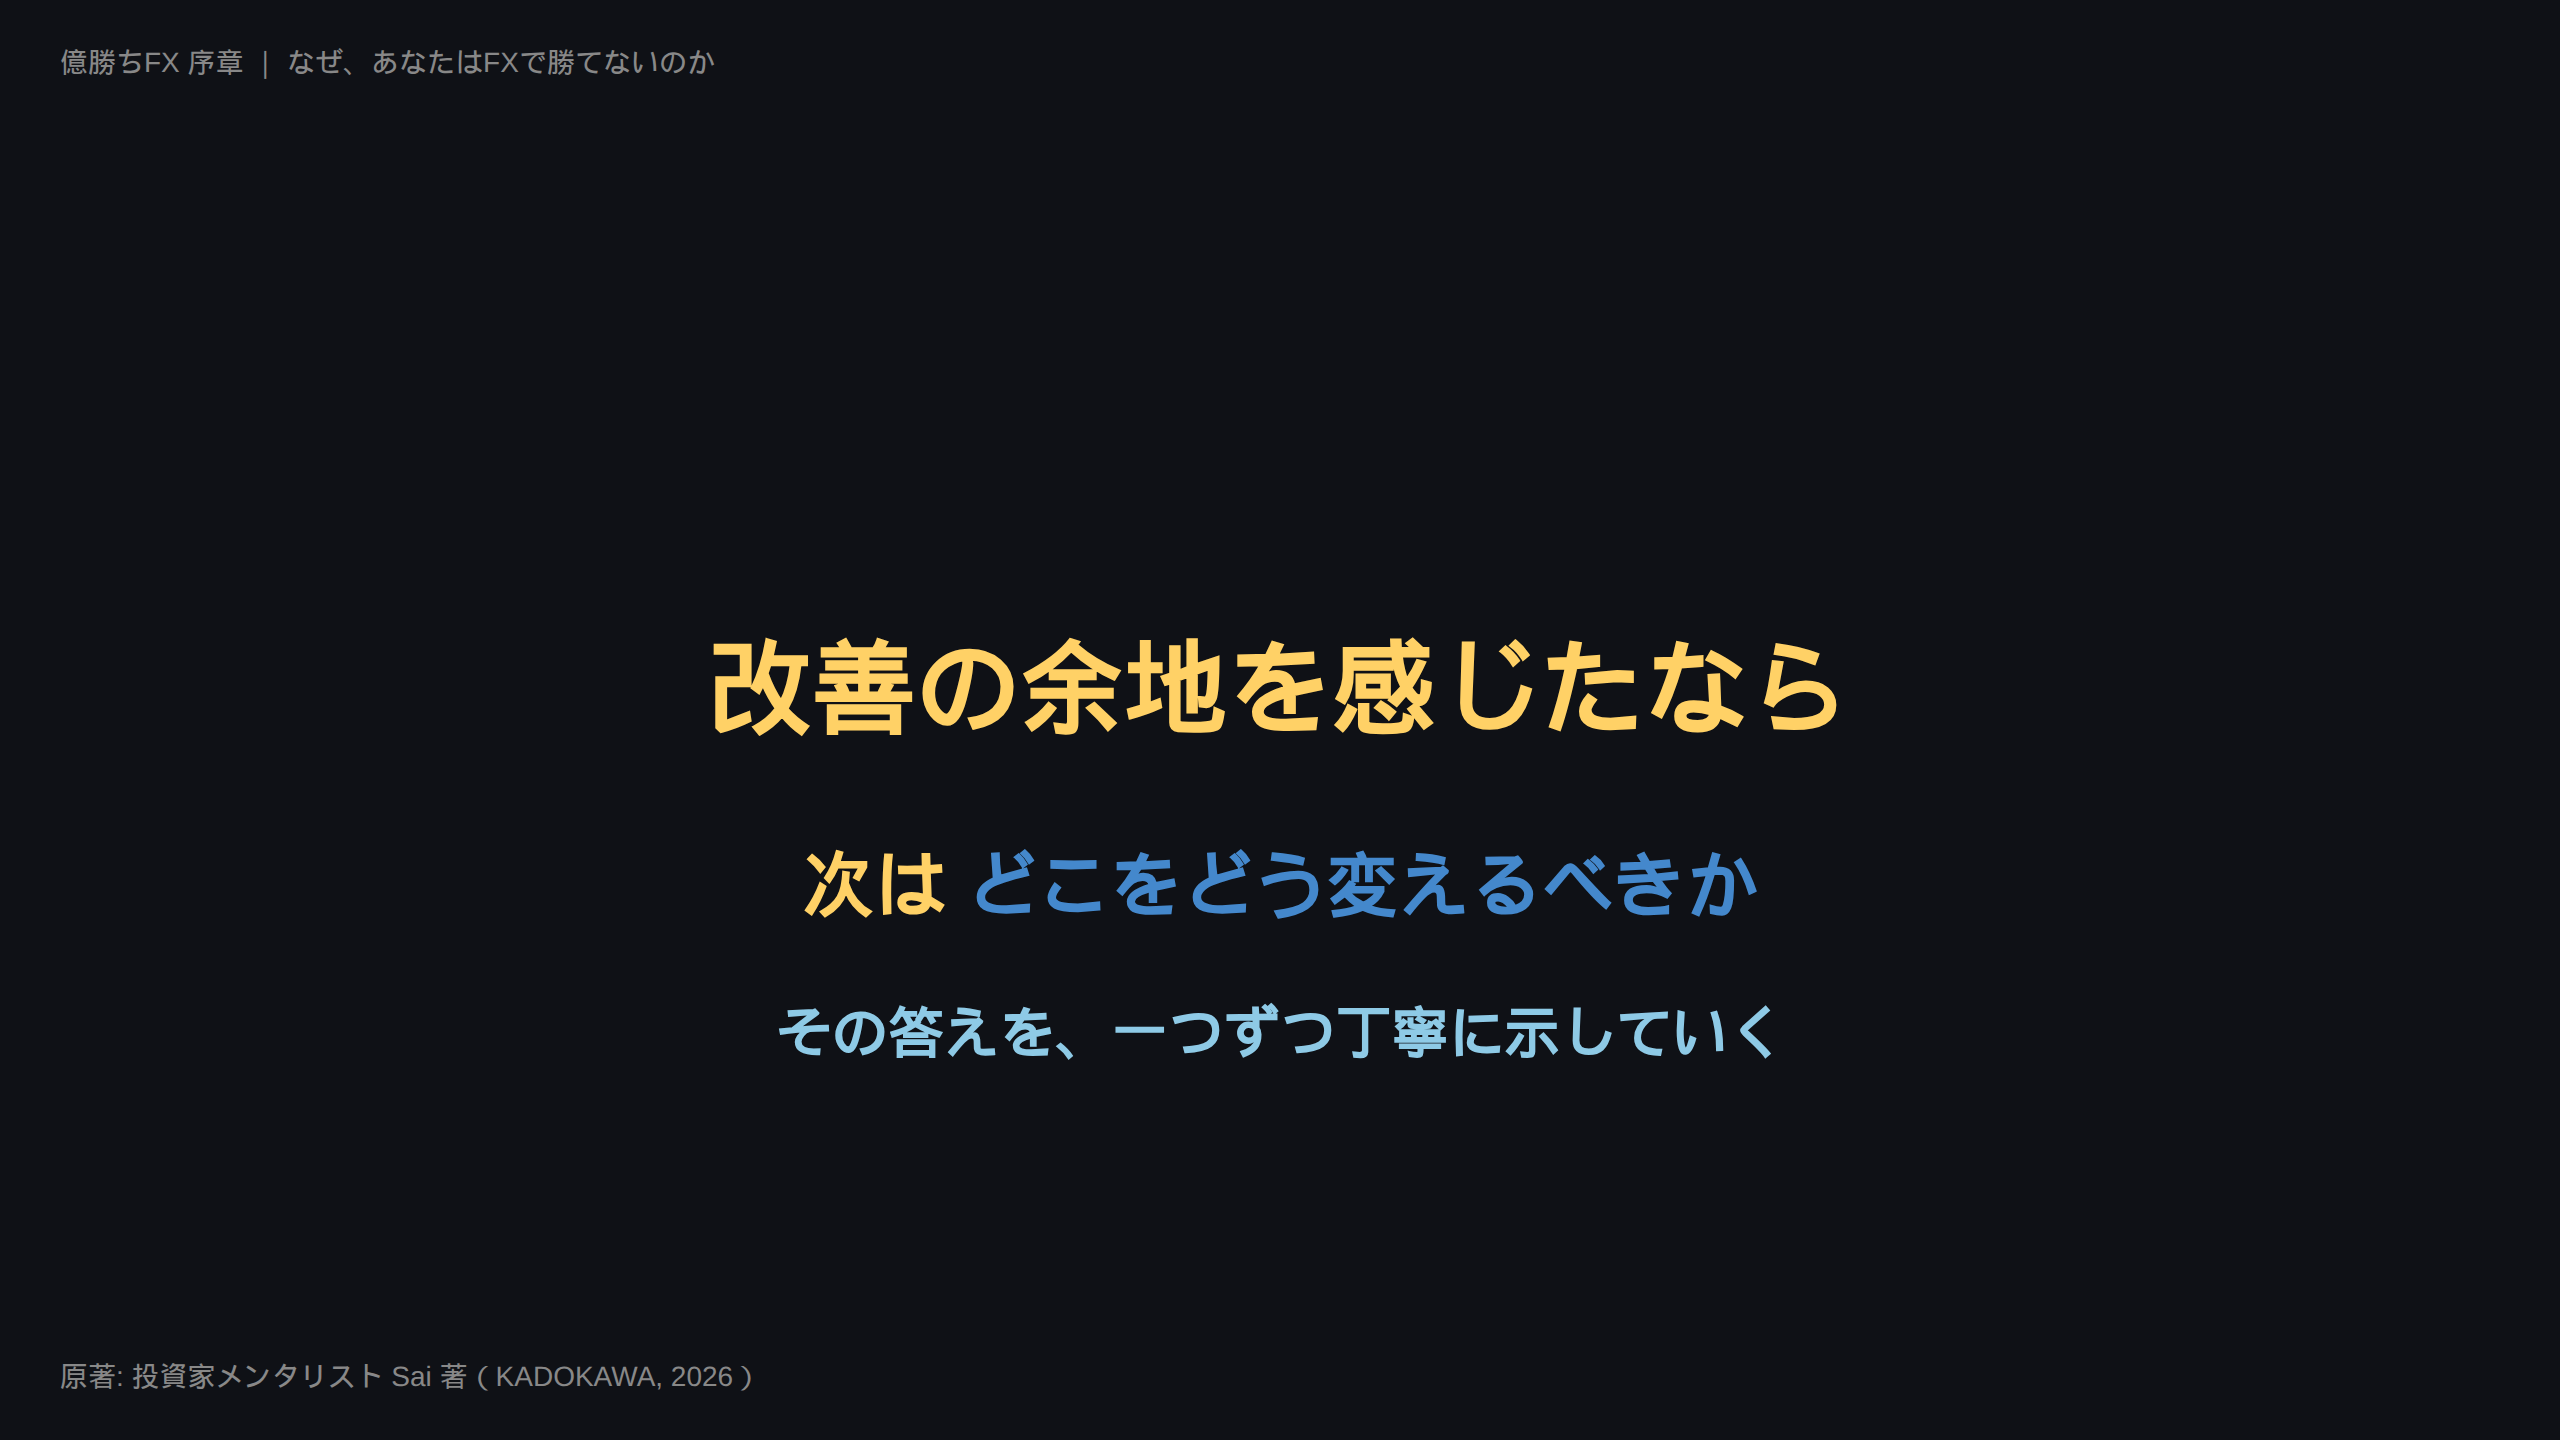 億勝ちFX 序章 ｜ なぜ、あなたはFXで勝てないのか
改善の余地を感じたなら
次は どこをどう変えるべきか
その答えを、一つずつ丁寧に示していく
原著: 投資家メンタリスト Sai 著（KADOKAWA, 2026）